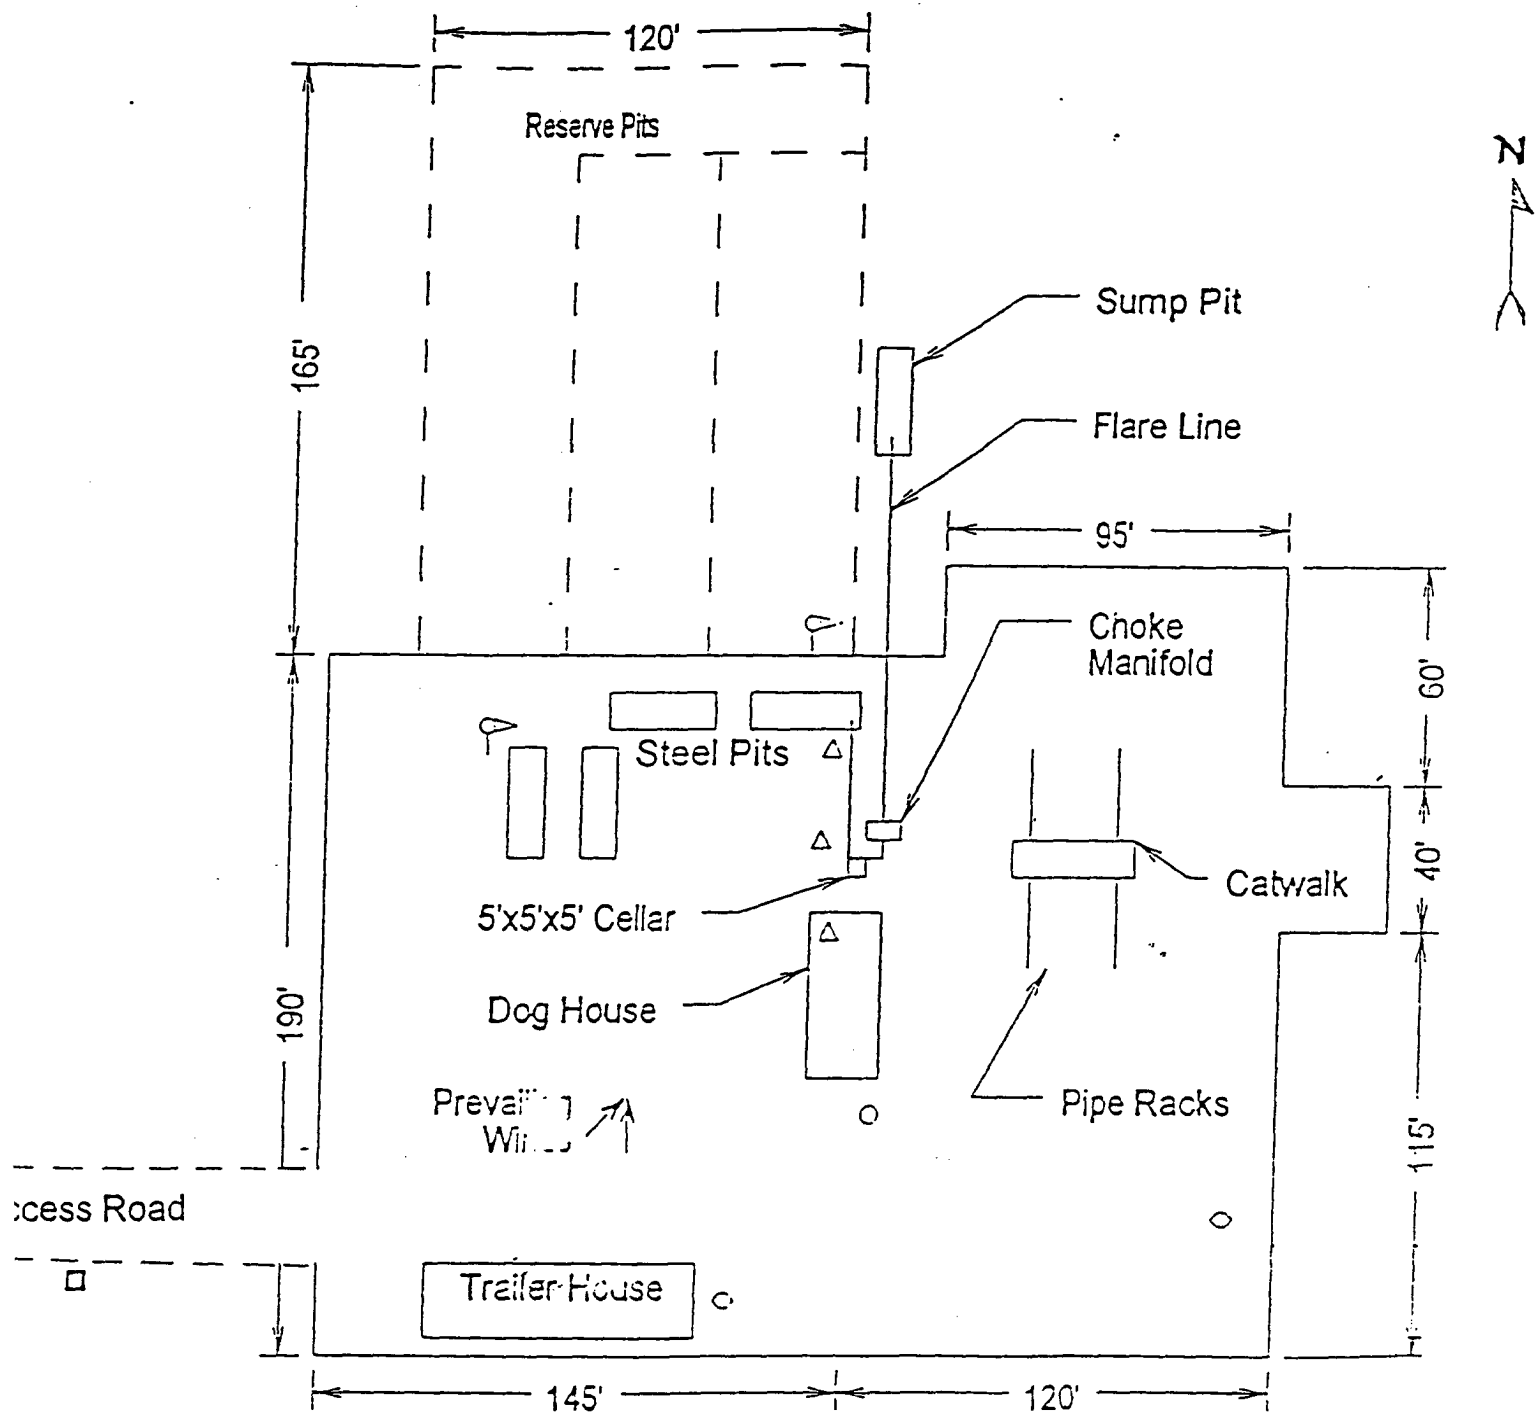 120'
Reserve Pits
N
Sump Pit
165'
Flare Line
95'
Choke
Manifold
60'
Steel Pits
40'
Catwalk
5'x5'x5' Cellar
190'
Dog House
Pipe Racks
115'
ccess Road
Trailer House
145'
120'